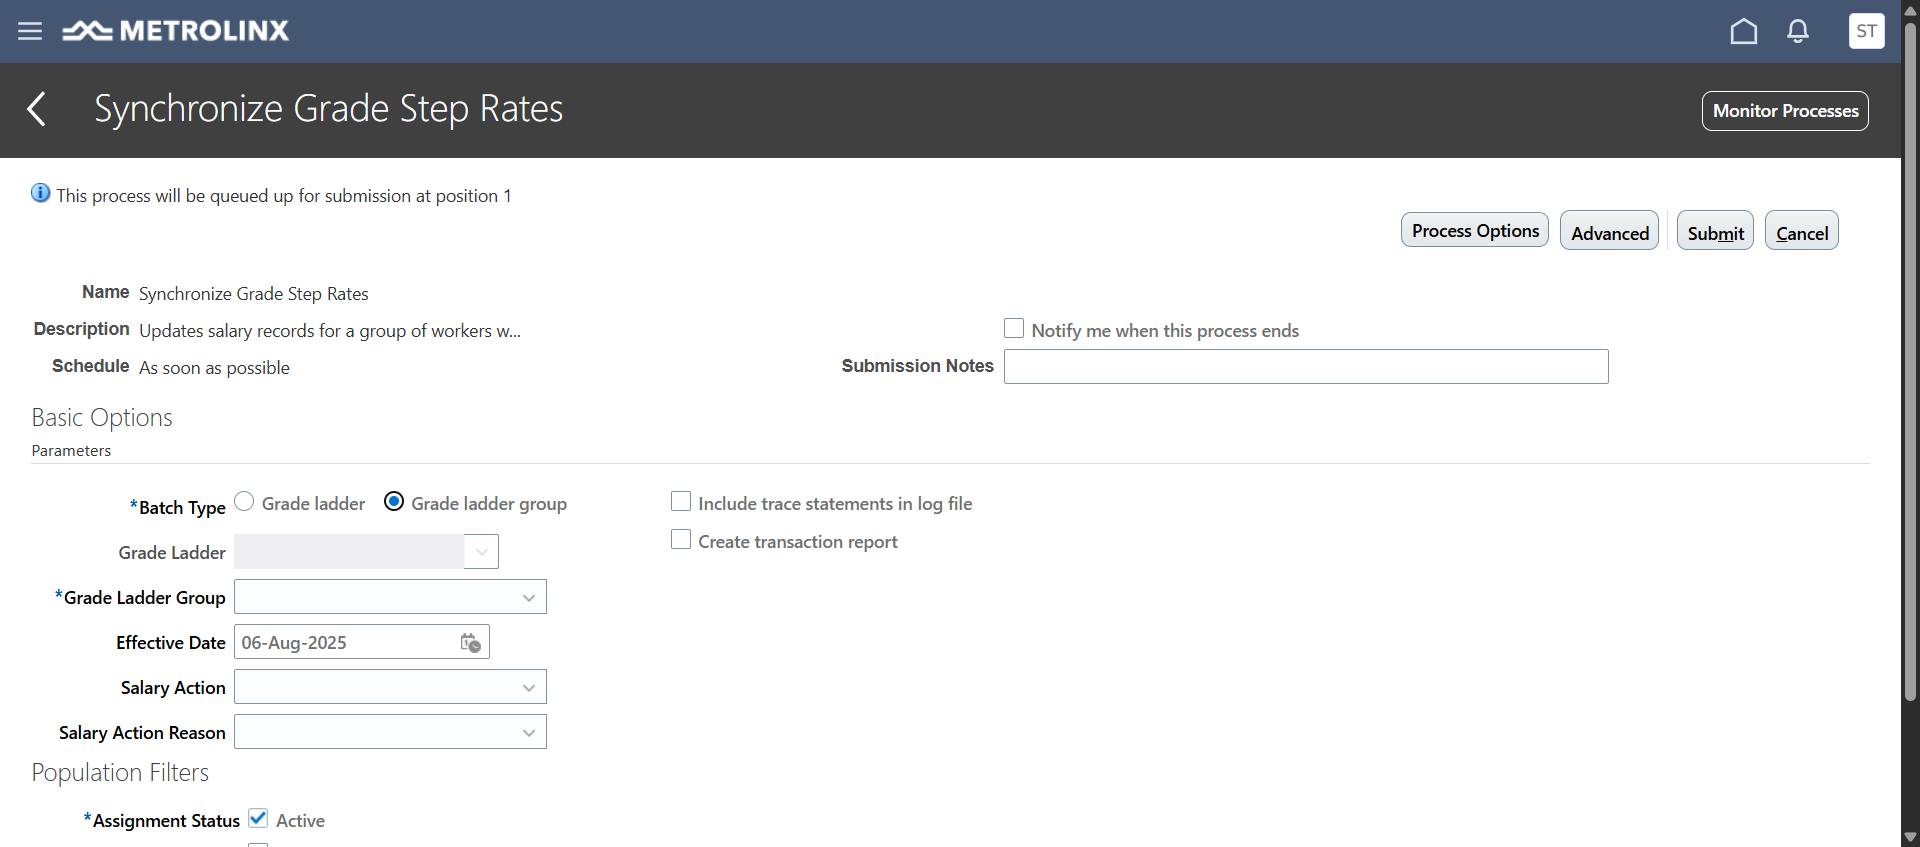 METROLINX
ST
Synchronize Grade Step Rates
Monitor Processes
This process will be queued up for submission at position 1
Process Options
Advanced
Submit
Cancel
Name Synchronize Grade Step Rates
Description Updates salary records for a group of workers w...
Notify me when this process ends
Schedule As soon as possible
Submission Notes
Basic Options
Parameters
*Batch Type Grade ladder Grade ladder group
Include trace statements in log file
Grade Ladder
Create transaction report
*Grade Ladder Group
Effective Date 06-Aug-2025
Salary Action
Salary Action Reason
Population Filters
*Assignment Status Active